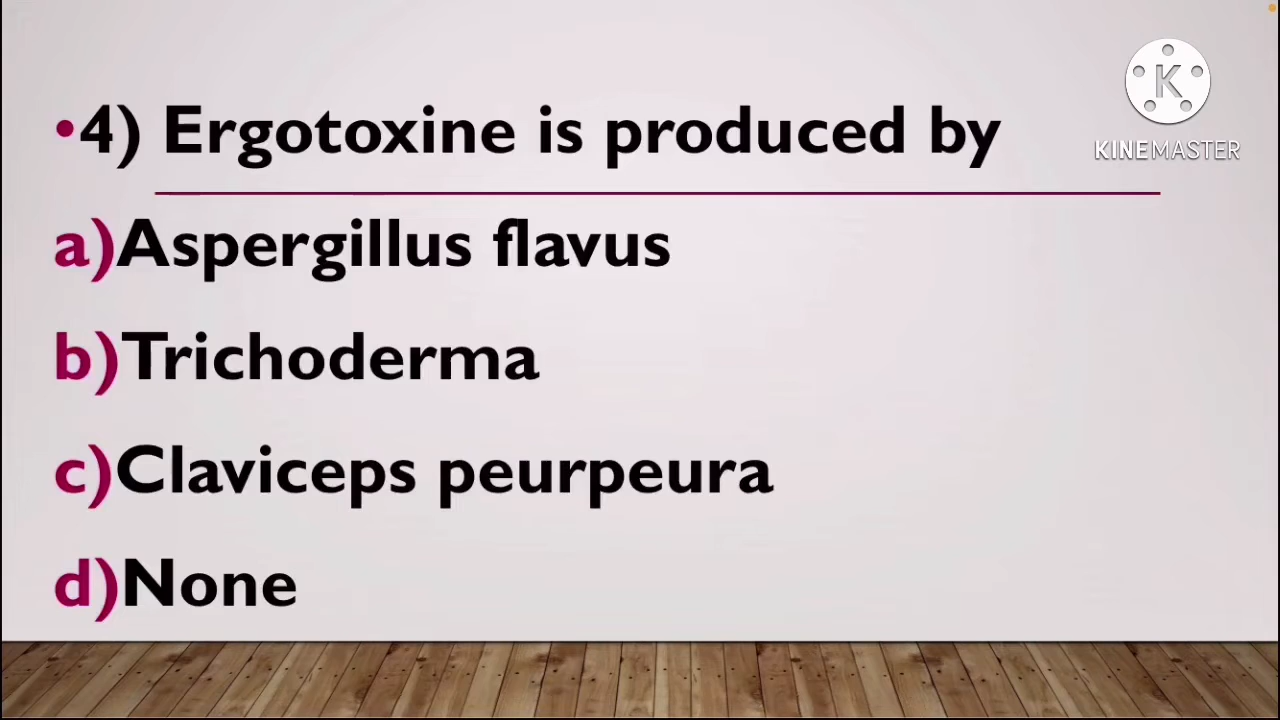 •4) Ergotoxine is produced by
a)Aspergillus flavus
b)Trichoderma
c)Claviceps peurpeura
d)None
K
KINEMASTER